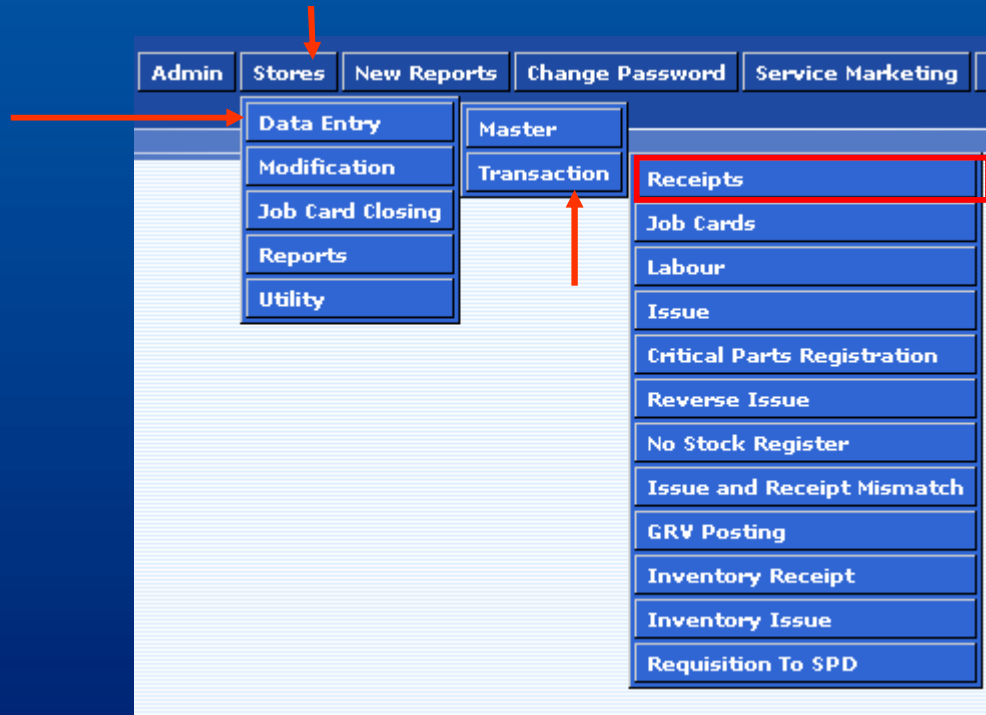 Admin Stores New Reports Change Password Service Marketing
Data Entry
Modification
Job Card Closing
Reports
Utility
Master
Transaction
Receipts
Job Cards
Labour
Issue
Critical Parts Registration
Reverse Issue
No Stock Register
Issue and Receipt Mismatch
GRV Posting
Inventory Receipt
Inventory Issue
Requisition To SPD